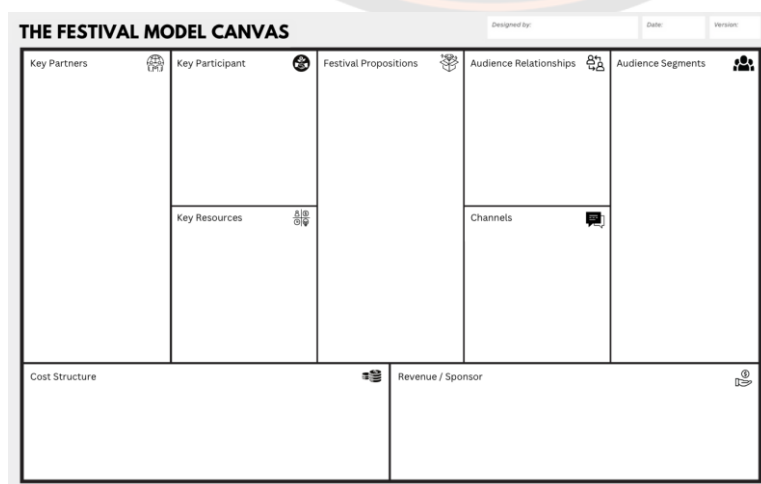 THE FESTIVAL MODEL CANVAS
Designed by:
Date:
Version:
Key Partners
Key Participant
Festival Propositions
Audience Relationships
Audience Segments
Key Resources
Channels
Cost Structure
Revenue / Sponsor